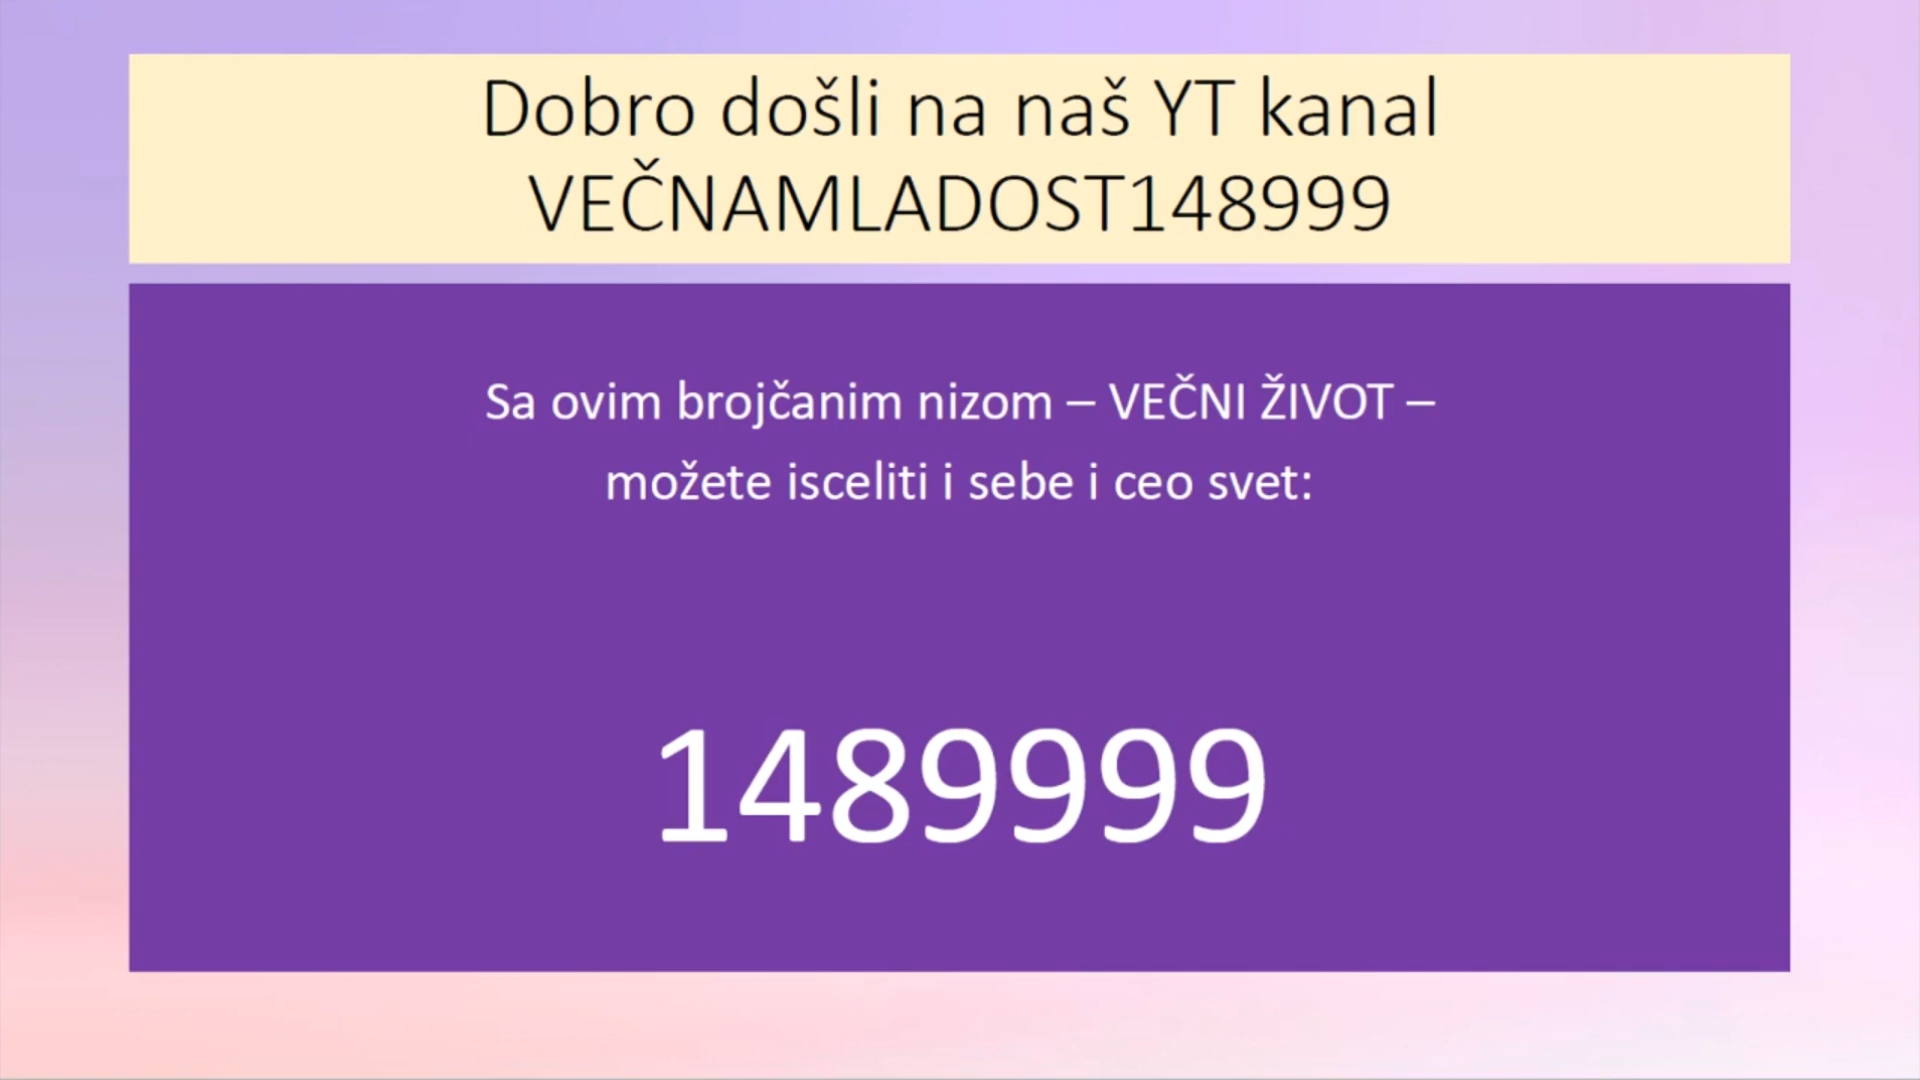 Dobro došli na naš YT kanal
VEČNAMLADOST148999
Sa ovim brojčanim nizom – VEČNI ŽIVOT –
možete isceliti i sebe i ceo svet:
1489999